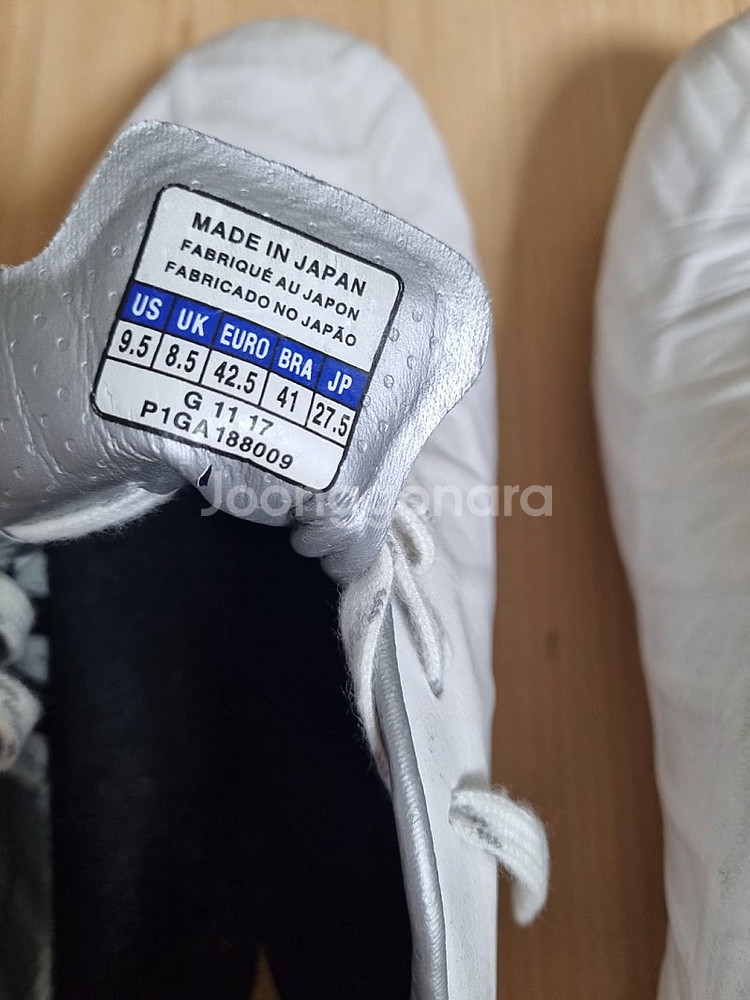 MADE IN JAPAN
FABRIQUÉ AU JAPON
FABRICADO NO JAPÃO
US UK EURO BRA JP
9.5 8.5 42.5 41 27.5
G 11 17
P1GA188009
Joonggonara